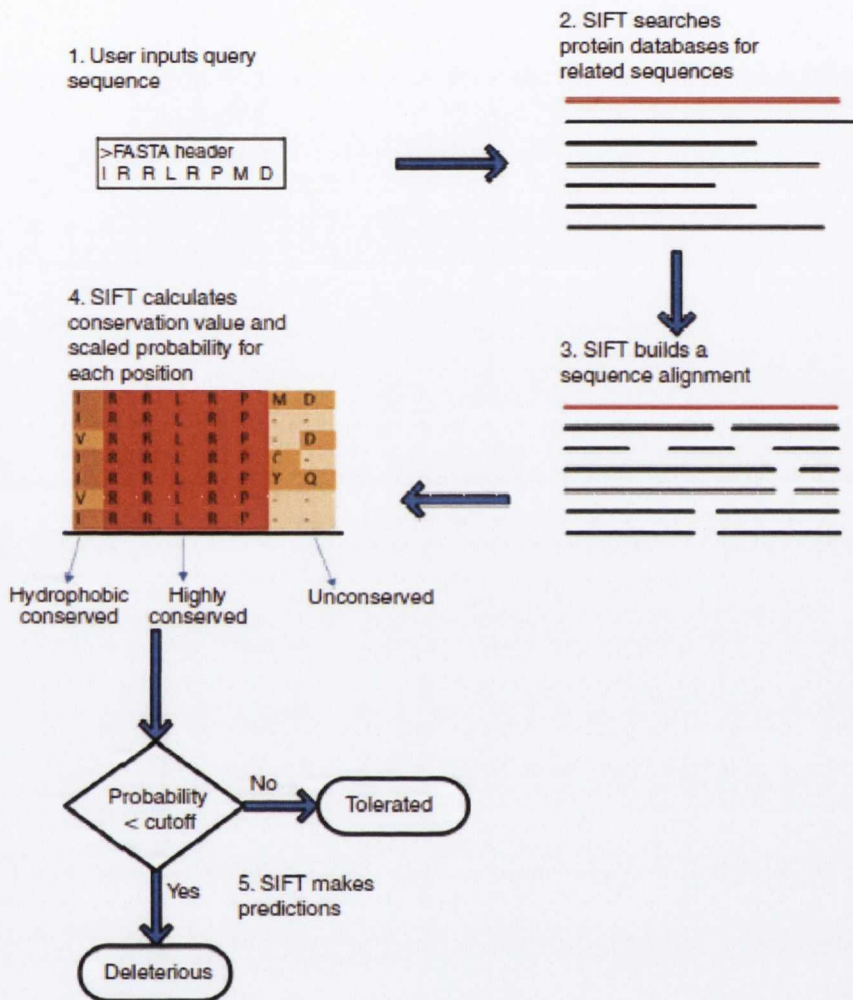 1. User inputs query
sequence
>FASTA header
I R R L R P M D
2. SIFT searches
protein databases for
related sequences
3. SIFT builds a
sequence alignment
4. SIFT calculates
conservation value and
scaled probability for
each position
I R R L R P M D
I R R L R P - -
V R R L R P - D
I R R L R P C -
I R R L R P Y Q
V R R L R P - -
I R R L R P - -
Hydrophobic
conserved
Highly
conserved
Unconserved
Probability
< cutoff
No
Tolerated
Yes
5. SIFT makes
predictions
Deleterious